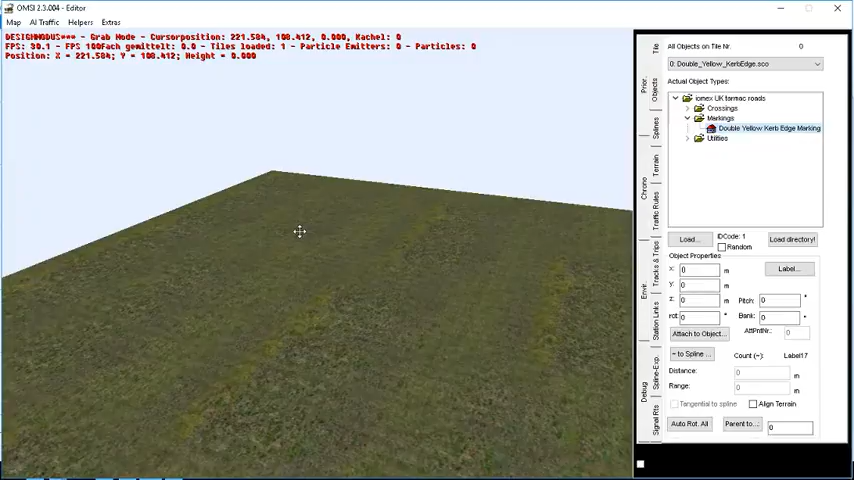 OMSI 2.3.004 - Editor
Map AI Traffic Helpers Extras
DESIGNMODUS*** - Grab Mode - Cursorposition: 221.584, 108.412, 0.000, Kachel: 0
FPS: 30.1 - FPS 100Fach gemittelt: 0.0 - Tiles loaded: 1 - Particle Emitters: 0 - Particles: 0
Position: X = 221.584; Y = 108.412; Height = 0.000
Tile
Objects
Splines
Terrain
Traffic Rules
Tracks & Trips
Station Links
Spline-Exp.
Signal Rts
Prior.
Chrono
Envir.
Debug
All Objects on Tile Nr. 0
0: Double_Yellow_KerbEdge.sco
Actual Object Types:
iomex UK tarmac roads
Crossings
Markings
Double Yellow Kerb Edge Marking
Utilities
Load... IDCode: 1 Load directory!
Random
Object Properties
x: 0 m Label...
Y: 0 m
z: 0 m Pitch: 0 °
rot: 0 ° Bank: 0 °
Attach to Object... AttPntNr.: 0
~ to Spline ... Count (~): Label17
Distance: 0 m
Range: 0 m
Tangential to spline Align Terrain
Auto Rot. All Parent to... 0